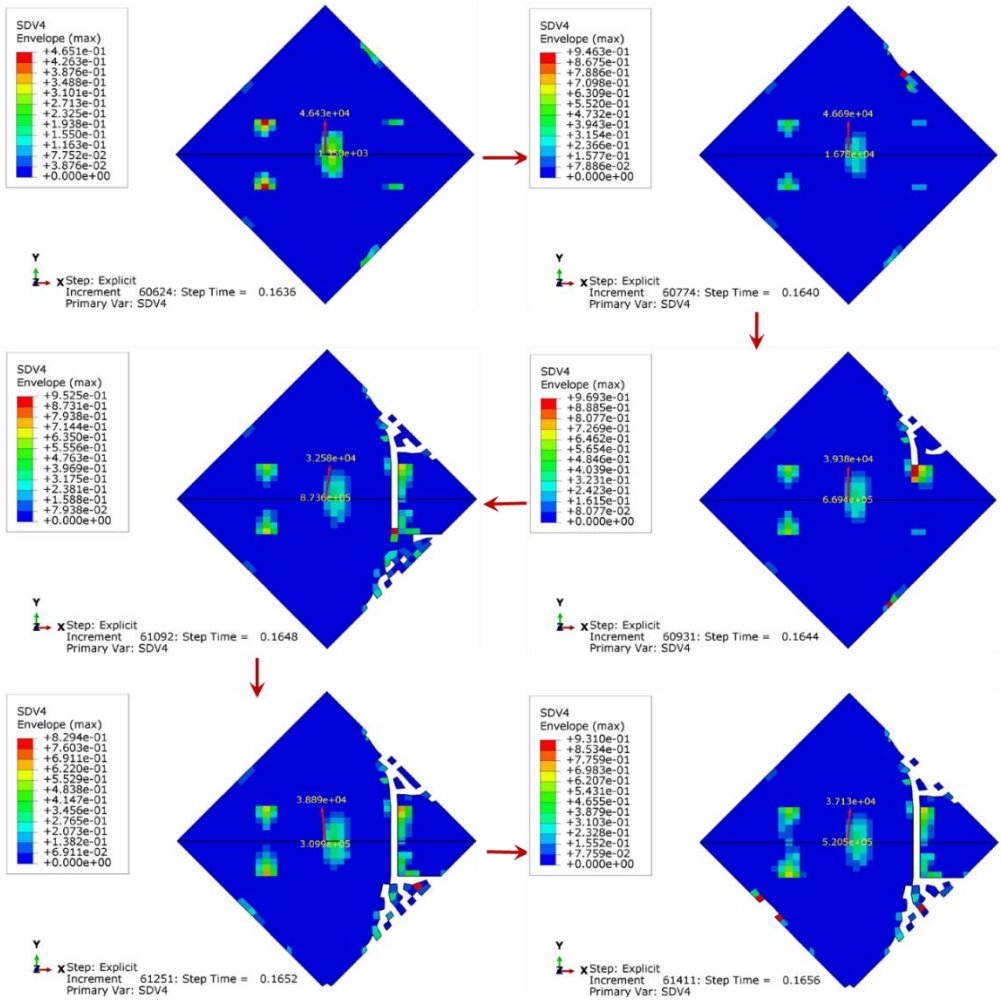 SDV4
Envelope (max)
+4.651e-01
+4.263e-01
+3.876e-01
+3.488e-01
+3.101e-01
+2.713e-01
+2.325e-01
+1.938e-01
+1.550e-01
+1.163e-01
+7.752e-02
+3.876e-02
+0.000e+00
4.643e+04
Y
Z X
Step: Explicit
Increment 60624: Step Time = 0.1636
Primary Var: SDV4
SDV4
Envelope (max)
+9.463e-01
+8.675e-01
+7.886e-01
+7.098e-01
+6.309e-01
+5.520e-01
+4.732e-01
+3.943e-01
+3.154e-01
+2.366e-01
+1.577e-01
+7.886e-02
+0.000e+00
4.669e+04
1.678e+04
Y
Z X
Step: Explicit
Increment 60774: Step Time = 0.1640
Primary Var: SDV4
SDV4
Envelope (max)
+9.525e-01
+8.731e-01
+7.938e-01
+7.144e-01
+6.350e-01
+5.556e-01
+4.763e-01
+3.969e-01
+3.175e-01
+2.381e-01
+1.588e-01
+7.938e-02
+0.000e+00
3.258e+04
8.736e+05
Y
Z X
Step: Explicit
Increment 61092: Step Time = 0.1648
Primary Var: SDV4
SDV4
Envelope (max)
+9.693e-01
+8.885e-01
+8.077e-01
+7.269e-01
+6.462e-01
+5.654e-01
+4.846e-01
+4.039e-01
+3.231e-01
+2.423e-01
+1.615e-01
+8.077e-02
+0.000e+00
3.938e+04
6.694e+05
Y
Z X
Step: Explicit
Increment 60931: Step Time = 0.1644
Primary Var: SDV4
SDV4
Envelope (max)
+8.294e-01
+7.603e-01
+6.911e-01
+6.220e-01
+5.529e-01
+4.838e-01
+4.147e-01
+3.456e-01
+2.765e-01
+2.073e-01
+1.382e-01
+6.911e-02
+0.000e+00
3.889e+04
3.099e+05
Y
Z X
Step: Explicit
Increment 61251: Step Time = 0.1652
Primary Var: SDV4
SDV4
Envelope (max)
+9.310e-01
+8.534e-01
+7.759e-01
+6.983e-01
+6.207e-01
+5.431e-01
+4.655e-01
+3.879e-01
+3.103e-01
+2.328e-01
+1.552e-01
+7.759e-02
+0.000e+00
3.713e+04
5.205e+05
Y
Z X
Step: Explicit
Increment 61411: Step Time = 0.1656
Primary Var: SDV4